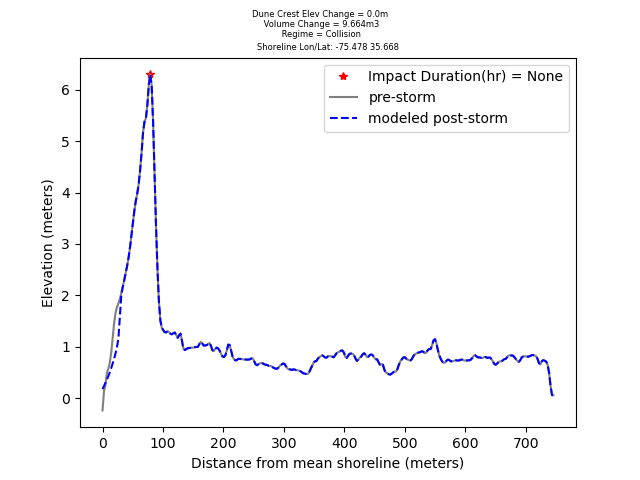 Dune Crest Elev Change = 0.0m
Volume Change = 9.664m3
Regime = Collision
Shoreline Lon/Lat: -75.478 35.668
Impact Duration(hr) = None
pre-storm
modeled post-storm
Elevation (meters)
6
5
4
3
2
1
0
0 100 200 300 400 500 600 700
Distance from mean shoreline (meters)